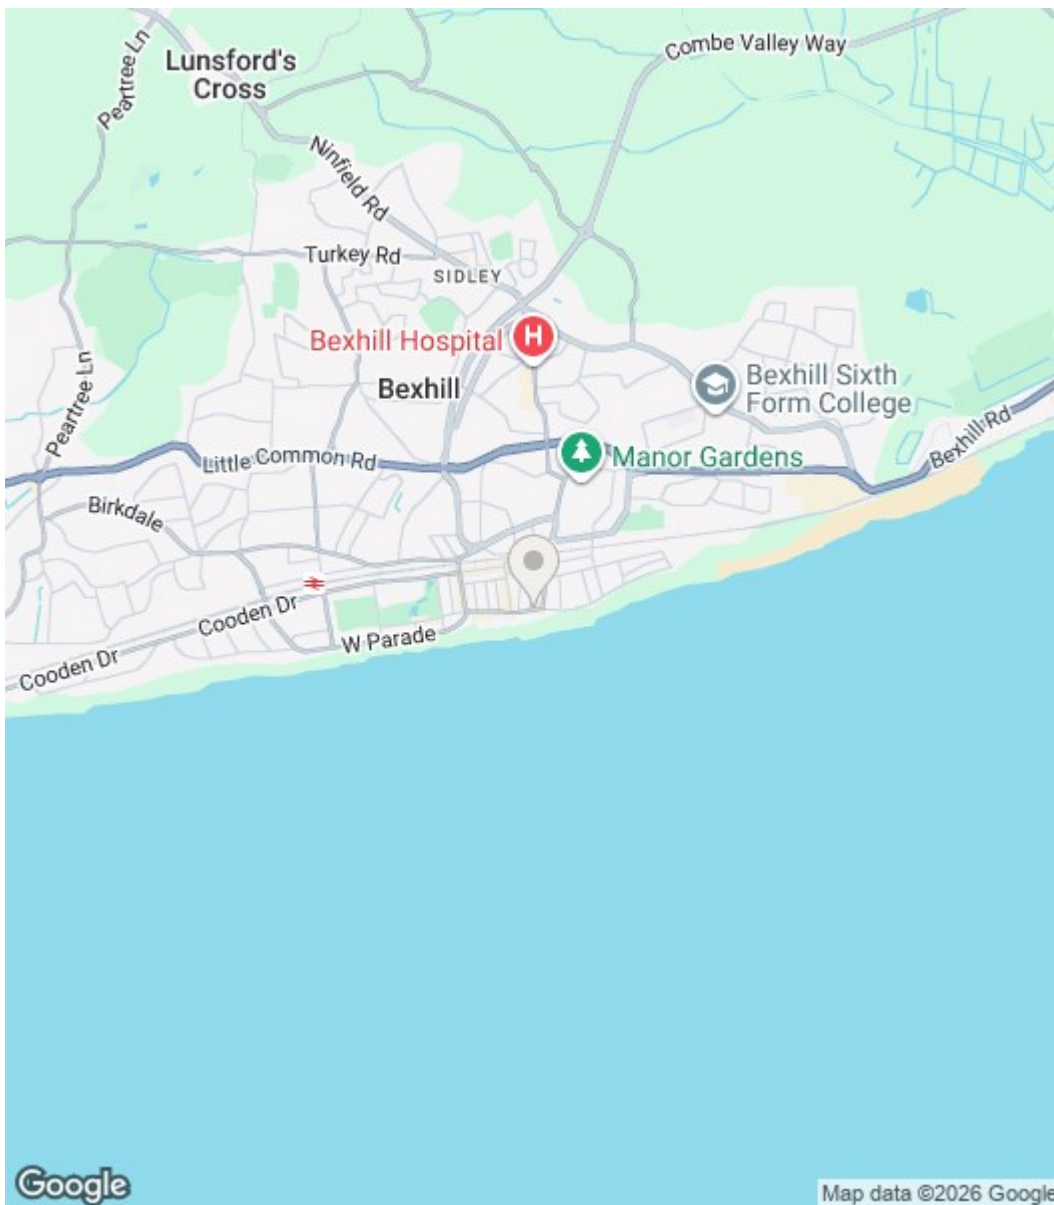 Peartree Ln
Lunsford's
Cross
Combe Valley Way
Ninfield Rd
Turkey Rd
SIDLEY
Bexhill Hospital
H
Bexhill
Bexhill Sixth
Form College
Peartree Ln
Bexhill Rd
Little Common Rd
Manor Gardens
Birkdale
Cooden Dr
W Parade
Cooden Dr
Google
Map data ©2026 Google